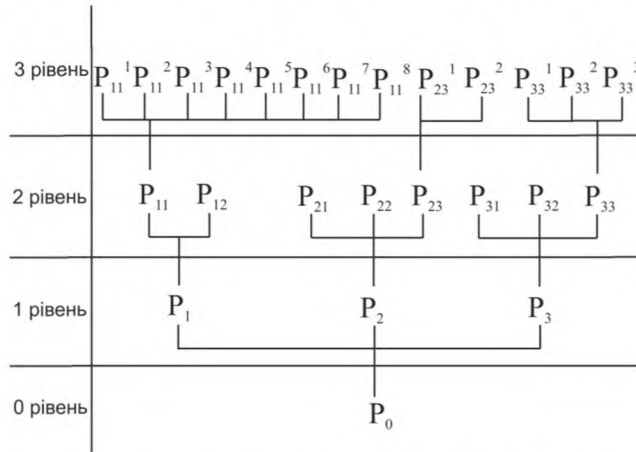 3 рівень P₁₁¹ P₁₁² P₁₁³ P₁₁⁴ P₁₁⁵ P₁₁⁶ P₁₁⁷ P₁₁⁸ P₂₃¹ P₂₃² P₃₃¹ P₃₃² P₃₃³
2 рівень P₁₁ P₁₂ P₂₁ P₂₂ P₂₃ P₃₁ P₃₂ P₃₃
1 рівень P₁ P₂ P₃
0 рівень P₀